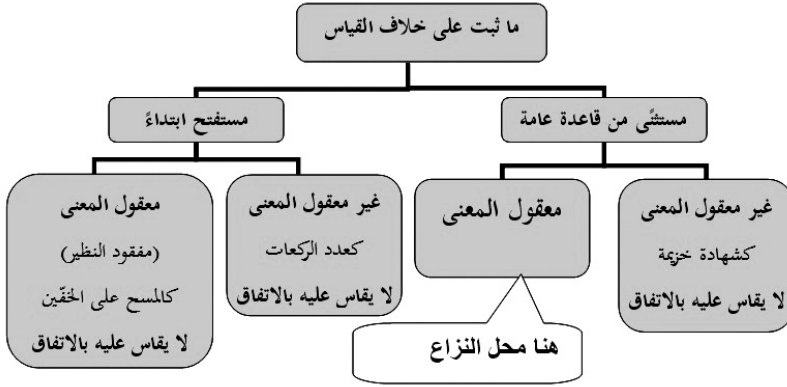 ما ثبت على خلاف القياس
مستثنًى من قاعدة عامة
مستفتح ابتداءً
غير معقول المعنى
كشهادة خزيمة
لا يقاس عليه بالاتفاق
معقول المعنى
هنا محل النزاع
غير معقول المعنى
كعدد الركعات
لا يقاس عليه بالاتفاق
معقول المعنى
(مفقود النظير)
كالمسح على الخفّين
لا يقاس عليه بالاتفاق